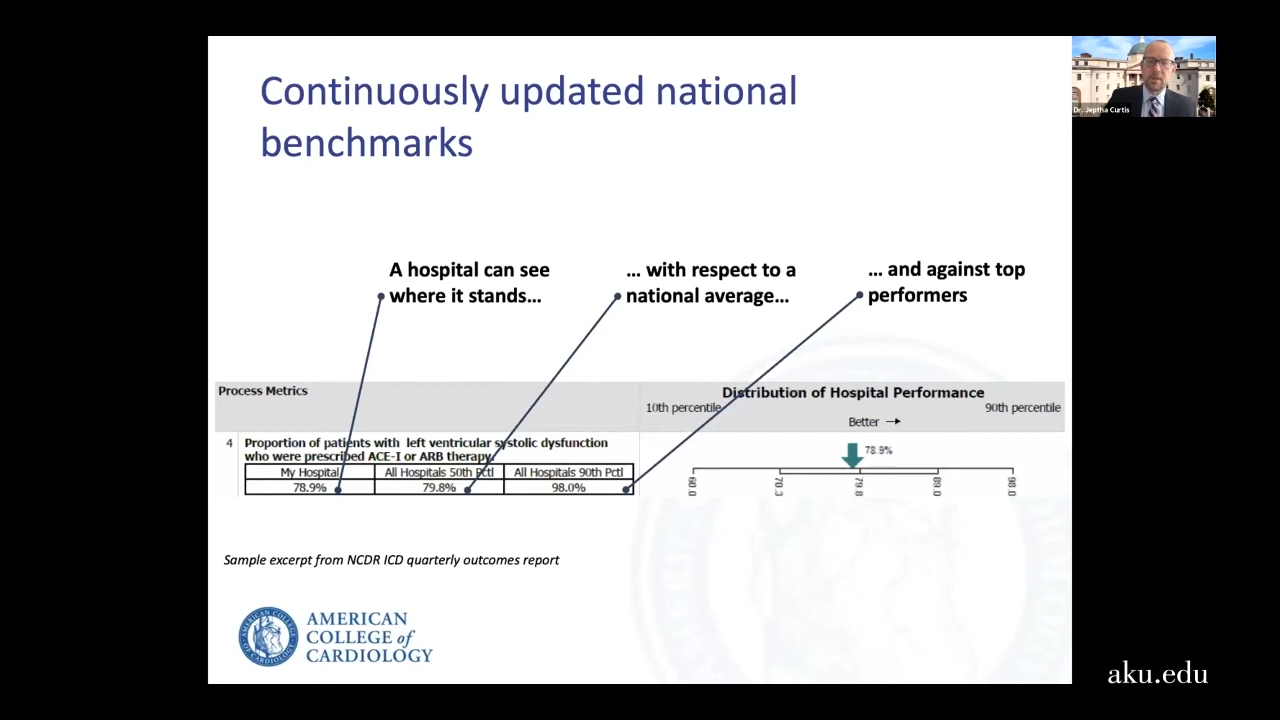 Continuously updated national
benchmarks
Dr. Jeptha Curtis
A hospital can see
where it stands…
… with respect to a
national average…
… and against top
performers
Process Metrics
Distribution of Hospital Performance
10th percentile
90th percentile
Better →
4 Proportion of patients with left ventricular systolic dysfunction
who were prescribed ACE-I or ARB therapy.
My Hospital All Hospitals 50th Pctl All Hospitals 90th Pctl
78.9% 79.8% 98.0%
78.9%
60.0 70.3 79.8 89.0 98.0
Sample excerpt from NCDR ICD quarterly outcomes report
AMERICAN
COLLEGE of
CARDIOLOGY
aku.edu